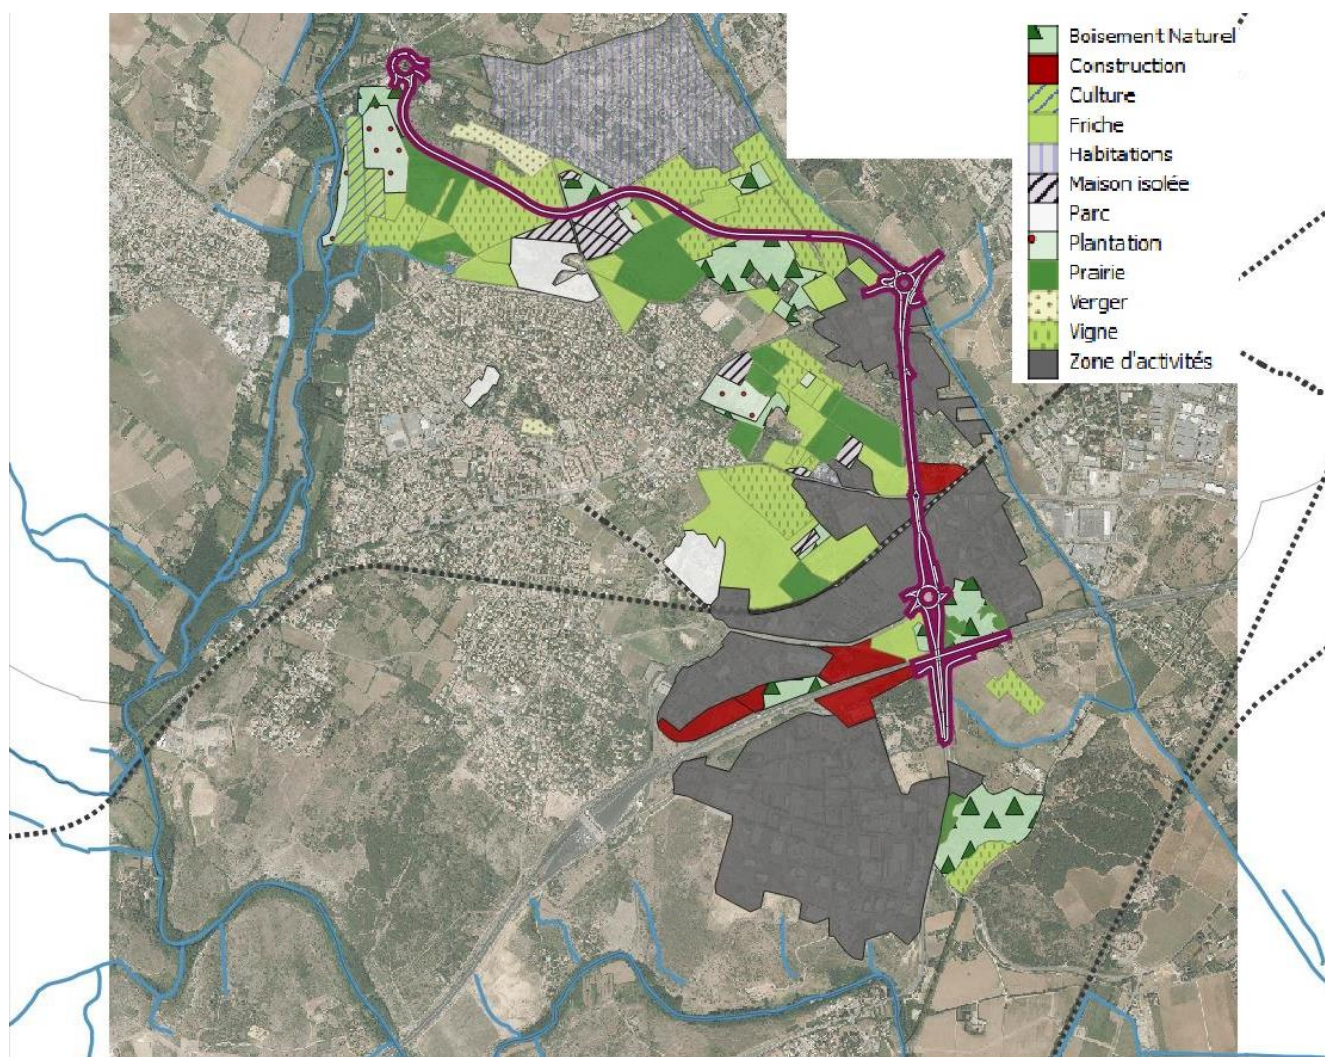 Boisement Naturel
Construction
Culture
Friche
Habitations
Maison isolée
Parc
Plantation
Prairie
Verger
Vigne
Zone d'activités